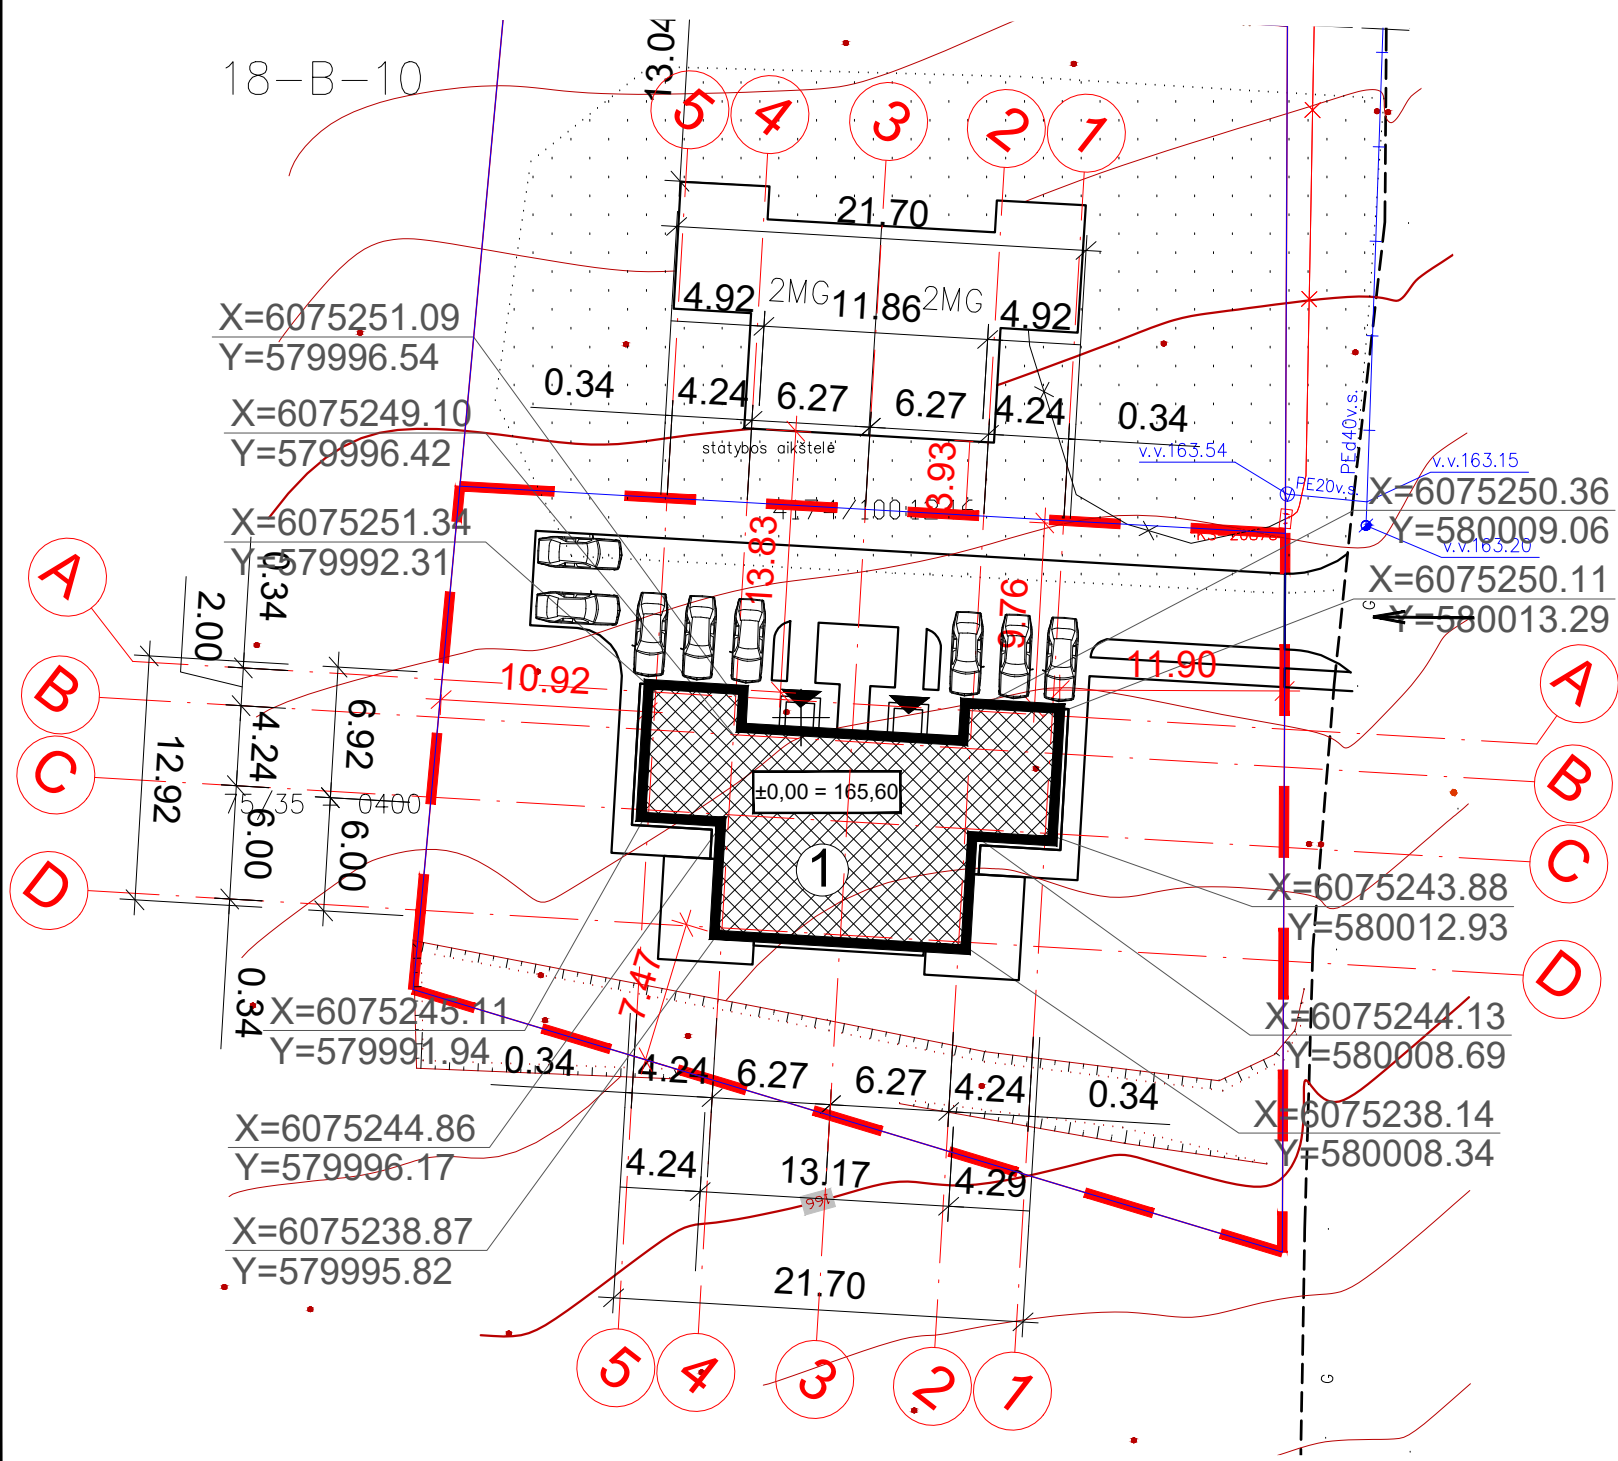 18-B-10
13.04
5 4 3 2 1
21.70
4.92
2MG
11.86
2MG
4.92
X=6075251.09
Y=579996.54
0.34
4.24
6.27
6.27
4.24
0.34
X=6075249.10
Y=579996.42
statybos aikštelė
3.93
v.v.163.54
PEd40v.s.
v.v.163.15
PE20v.s.
X=6075250.36
Y=580009.06
v.v.163.20
X=6075251.34
Y=579992.31
13.83
9.76
X=6075250.11
Y=580013.29
G
A
B
C
D
0.34
2.00
4.24
6.92
12.92
6.00
6.00
0.34
75/35
0400
10.92
11.90
A
B
C
D
±0,00 = 165,60
1
X=6075243.88
Y=580012.93
7.47
X=6075245.11
Y=579991.94
X=6075244.13
Y=580008.69
0.34
4.24
6.27
6.27
4.24
0.34
X=6075238.14
Y=580008.34
X=6075244.86
Y=579996.17
4.24
13.17
4.29
166
X=6075238.87
Y=579995.82
21.70
5 4 3 2 1
G